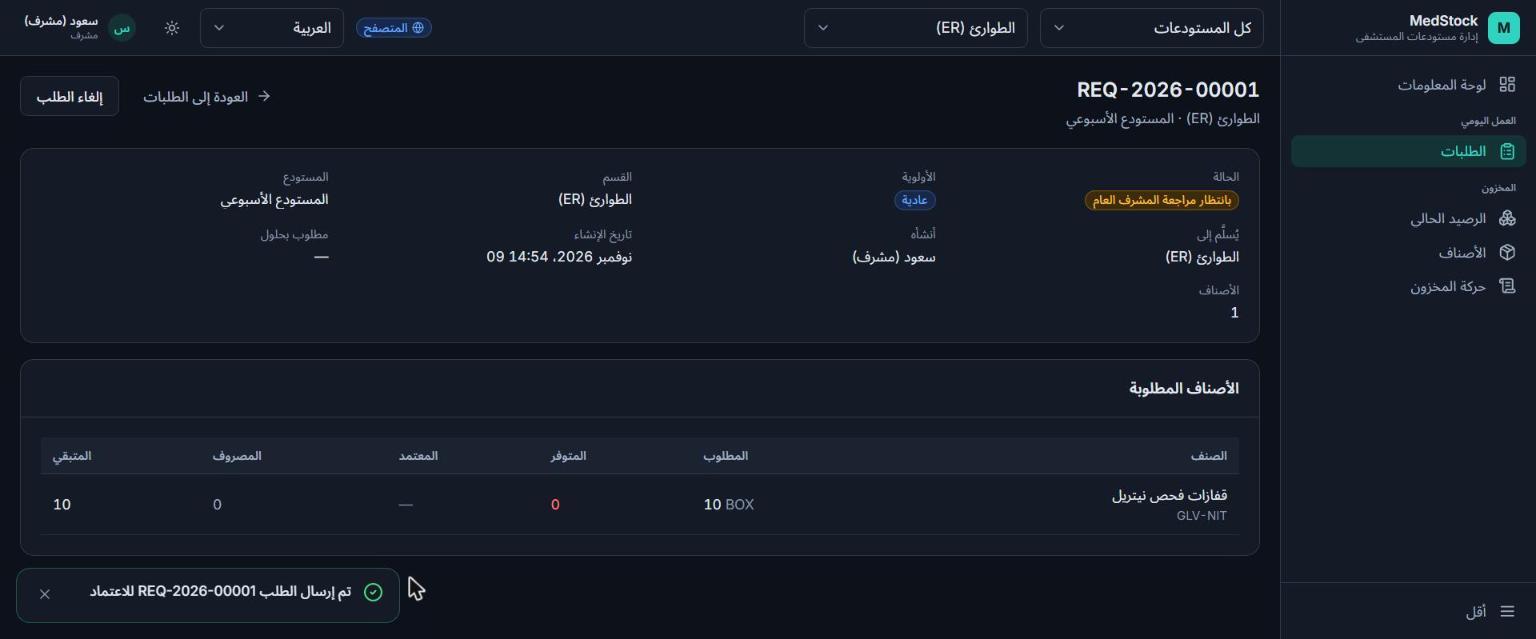 MedStock
إدارة مستودعات المستشفى
M
كل المستودعات
الطوارئ (ER)
المتصفح
العربية
س
سعود (مشرف)
مشرف
لوحة المعلومات
العمل اليومي
الطلبات
المخزون
الرصيد الحالي
الأصناف
حركة المخزون
أقل
REQ-2026-00001
الطوارئ (ER) · المستودع الأسبوعي
العودة إلى الطلبات
إلغاء الطلب
الحالة
بانتظار مراجعة المشرف العام
الأولوية
عادية
القسم
الطوارئ (ER)
المستودع
المستودع الأسبوعي
يُسلَّم إلى
الطوارئ (ER)
أنشأه
سعود (مشرف)
تاريخ الإنشاء
09 نوفمبر 2026، 14:54
مطلوب بحلول
—
الأصناف
1
الأصناف المطلوبة
الصنف المطلوب المتوفر المعتمد المصروف المتبقي
قفازات فحص نيتريل 10 BOX 0 — 0 10
GLV-NIT
تم إرسال الطلب REQ-2026-00001 للاعتماد